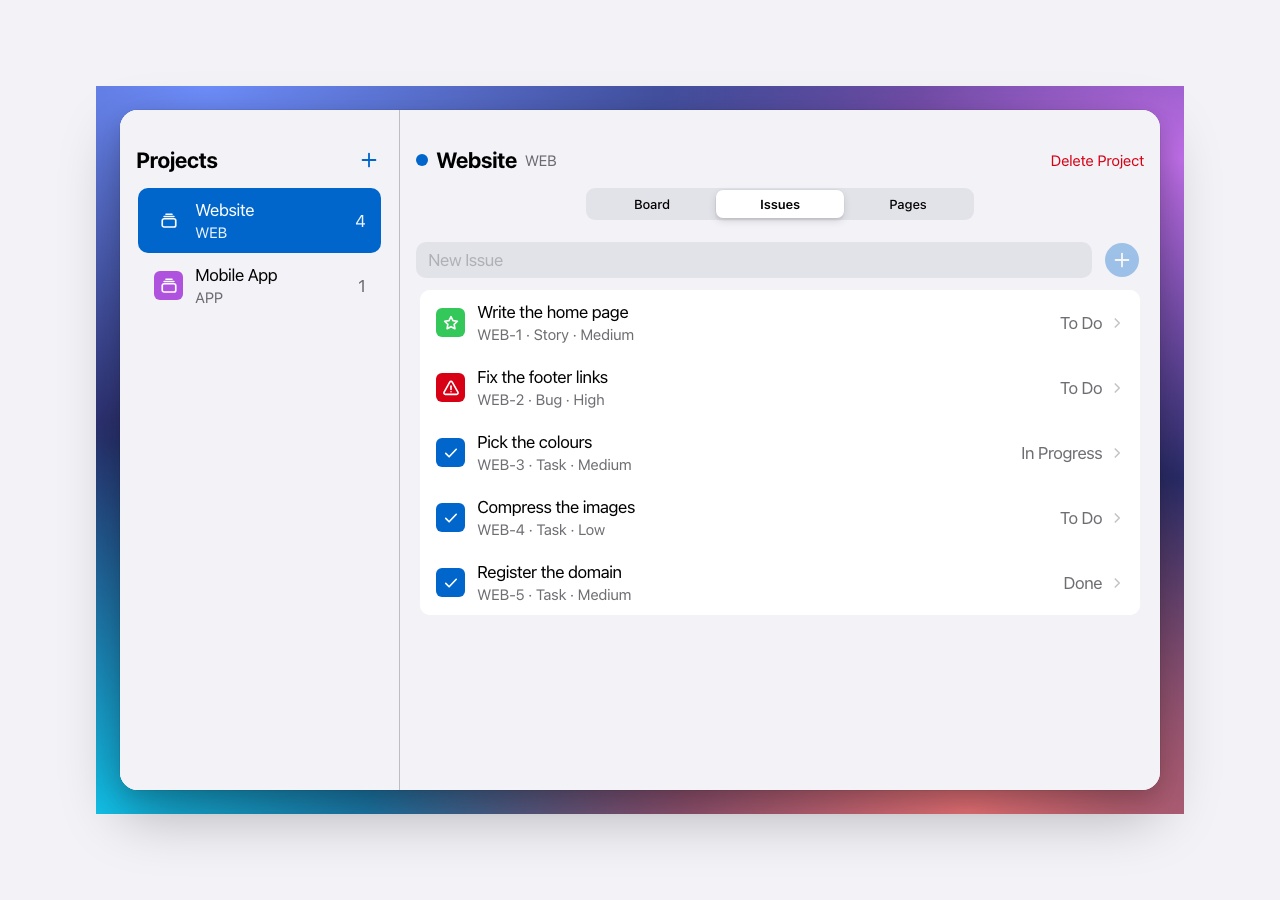 Projects
Website
WEB
4
Mobile App
APP
1
Website WEB
Delete Project
Board
Issues
Pages
New Issue
Write the home page
WEB-1 · Story · Medium
To Do
Fix the footer links
WEB-2 · Bug · High
To Do
Pick the colours
WEB-3 · Task · Medium
In Progress
Compress the images
WEB-4 · Task · Low
To Do
Register the domain
WEB-5 · Task · Medium
Done